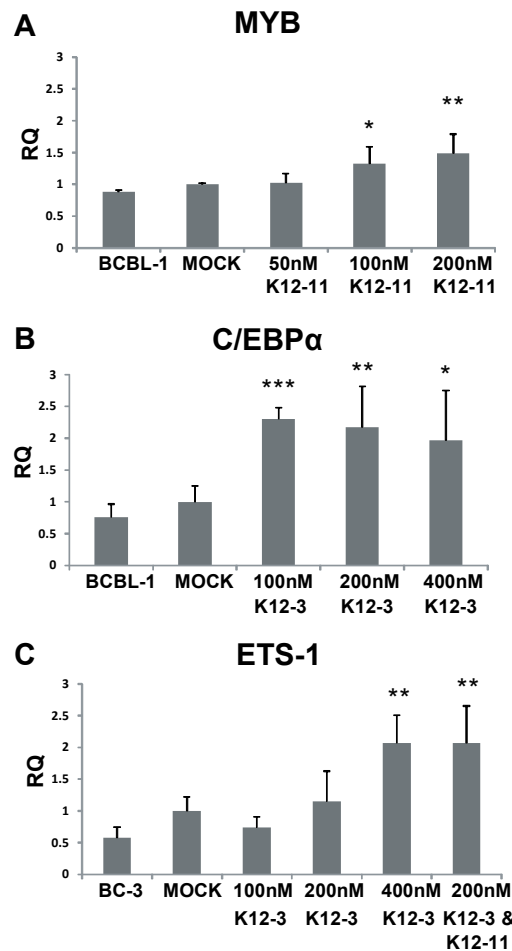 A
MYB
3
2.5
2
1.5
1
0.5
0
RQ
*
**
BCBL-1 MOCK 50nM 100nM 200nM
K12-11 K12-11 K12-11
B
C/EBPα
3
2.5
2
1.5
1
0.5
0
RQ
***
**
*
BCBL-1 MOCK 100nM 200nM 400nM
K12-3 K12-3 K12-3
C
ETS-1
3
2.5
2
1.5
1
0.5
0
RQ
**
**
BC-3 MOCK 100nM 200nM 400nM 200nM
K12-3 K12-3 K12-3 K12-3 &
K12-11